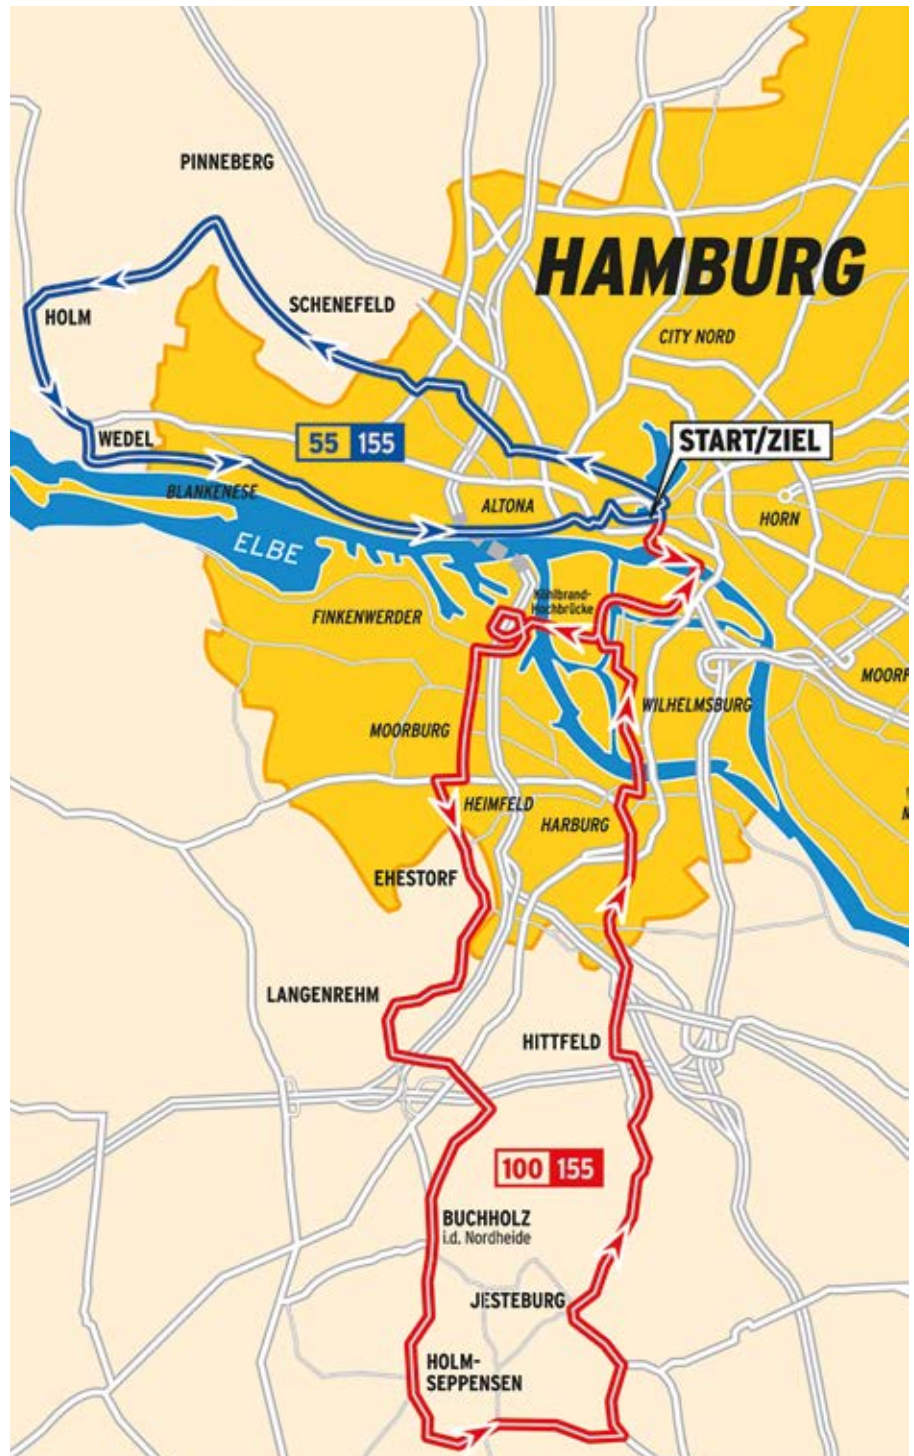 PINNEBERG
HAMBURG
HOLM
SCHENEFELD
CITY NORD
WEDEL
55 155
START/ZIEL
BLANKENESE
ALTONA
HORN
ELBE
FINKENWERDER
Köhlbrand-
Hochbrücke
MOORF
MOORBURG
WILHELMSBURG
HEIMFELD
HARBURG
EHESTORF
LANGENREHM
HITTFELD
100 155
BUCHHOLZ
i.d. Nordheide
JESTEBURG
HOLM-
SEPPENSEN